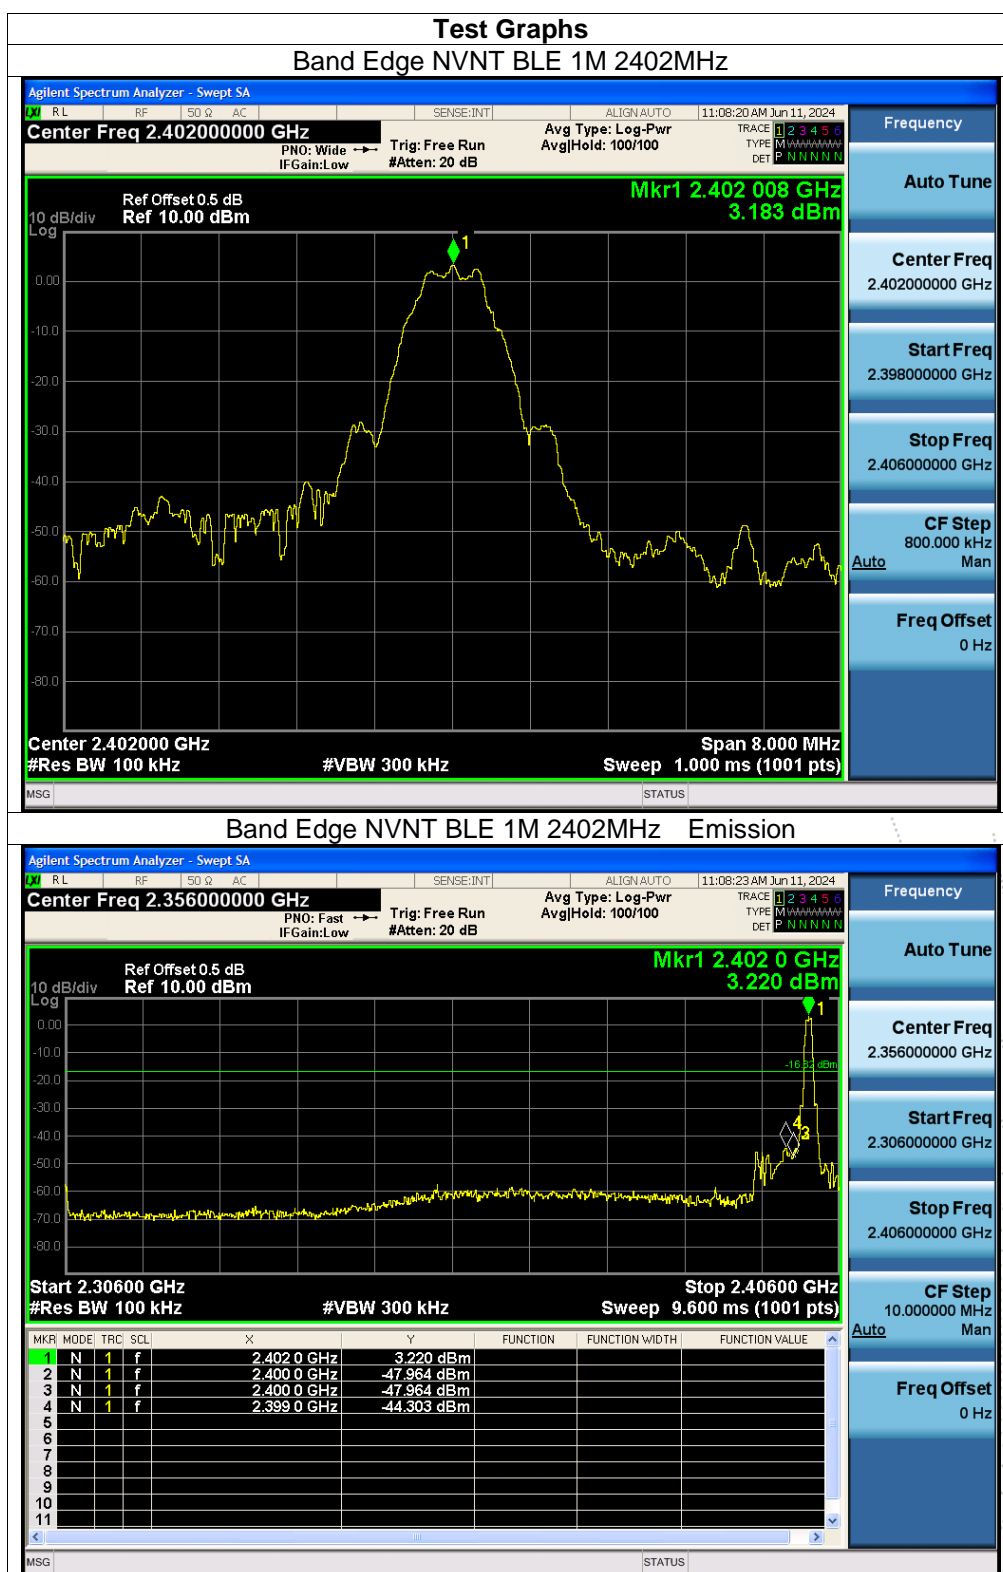 Test Graphs
Band Edge NVNT BLE 1M 2402MHz
Agilent Spectrum Analyzer - Swept SA
LXI RL RF 50 Ω AC SENSE:INT ALIGN AUTO 11:08:20 AM Jun 11, 2024
Center Freq 2.402000000 GHz Avg Type: Log-Pwr TRACE 1 2 3 4 5 6
PNO: Wide Trig: Free Run Avg|Hold: 100/100 TYPE M
IFGain:Low #Atten: 20 dB DET P N N N N N
Frequency
Auto Tune
Center Freq
2.402000000 GHz
Start Freq
2.398000000 GHz
Stop Freq
2.406000000 GHz
CF Step
800.000 kHz
Auto Man
Freq Offset
0 Hz
Mkr1 2.402 008 GHz
3.183 dBm
Ref Offset 0.5 dB
10 dB/div Ref 10.00 dBm
Log
1
0.00
-10.0
-20.0
-30.0
-40.0
-50.0
-60.0
-70.0
-80.0
Center 2.402000 GHz Span 8.000 MHz
#Res BW 100 kHz #VBW 300 kHz Sweep 1.000 ms (1001 pts)
MSG STATUS
Band Edge NVNT BLE 1M 2402MHz Emission
Agilent Spectrum Analyzer - Swept SA
LXI RL RF 50 Ω AC SENSE:INT ALIGN AUTO 11:08:23 AM Jun 11, 2024
Center Freq 2.356000000 GHz Avg Type: Log-Pwr TRACE 1 2 3 4 5 6
PNO: Fast Trig: Free Run Avg|Hold: 100/100 TYPE M
IFGain:Low #Atten: 20 dB DET P N N N N N
Frequency
Auto Tune
Center Freq
2.356000000 GHz
Start Freq
2.306000000 GHz
Stop Freq
2.406000000 GHz
CF Step
10.000000 MHz
Auto Man
Freq Offset
0 Hz
Mkr1 2.402 0 GHz
3.220 dBm
Ref Offset 0.5 dB
10 dB/div Ref 10.00 dBm
Log
1
0.00
-10.0
-16.82 dBm
-20.0
-30.0
-40.0
4
3
-50.0
-60.0
-70.0
-80.0
Start 2.30600 GHz Stop 2.40600 GHz
#Res BW 100 kHz #VBW 300 kHz Sweep 9.600 ms (1001 pts)
MKR MODE TRC SCL X Y FUNCTION FUNCTION WIDTH FUNCTION VALUE
1 N 1 f 2.402 0 GHz 3.220 dBm
2 N 1 f 2.400 0 GHz -47.964 dBm
3 N 1 f 2.400 0 GHz -47.964 dBm
4 N 1 f 2.399 0 GHz -44.303 dBm
5
6
7
8
9
10
11
MSG STATUS